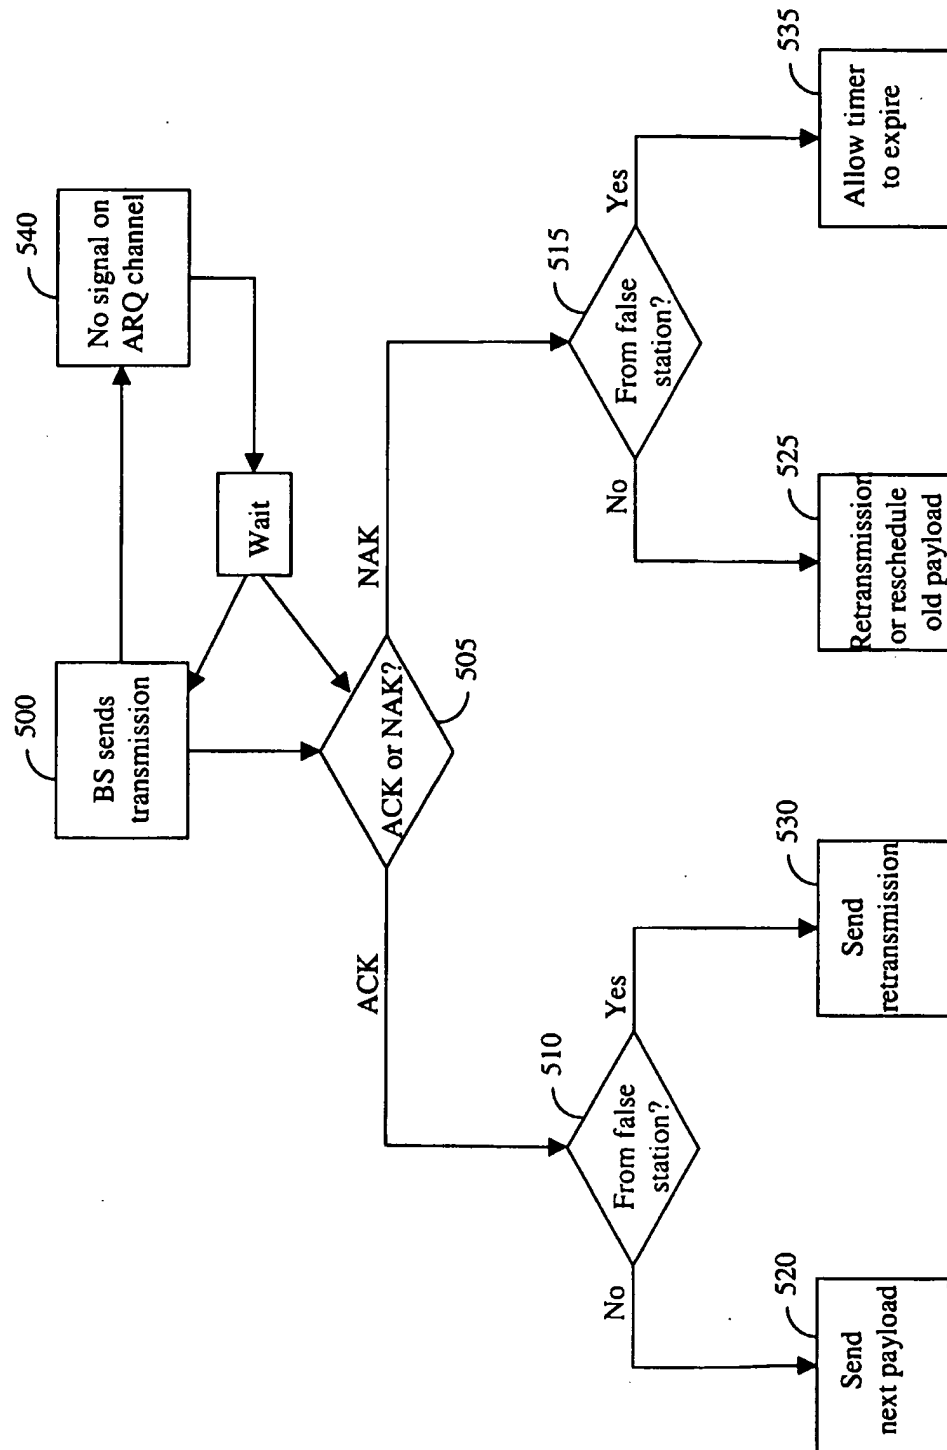 500
BS sends
transmission
540
No signal on
ARQ channel
Wait
ACK or NAK?
505
ACK
NAK
510
From false
station?
No
Yes
515
From false
station?
No
Yes
520
Send
next payload
530
Send
retransmission
525
Retransmission
or reschedule
old payload
535
Allow timer
to expire